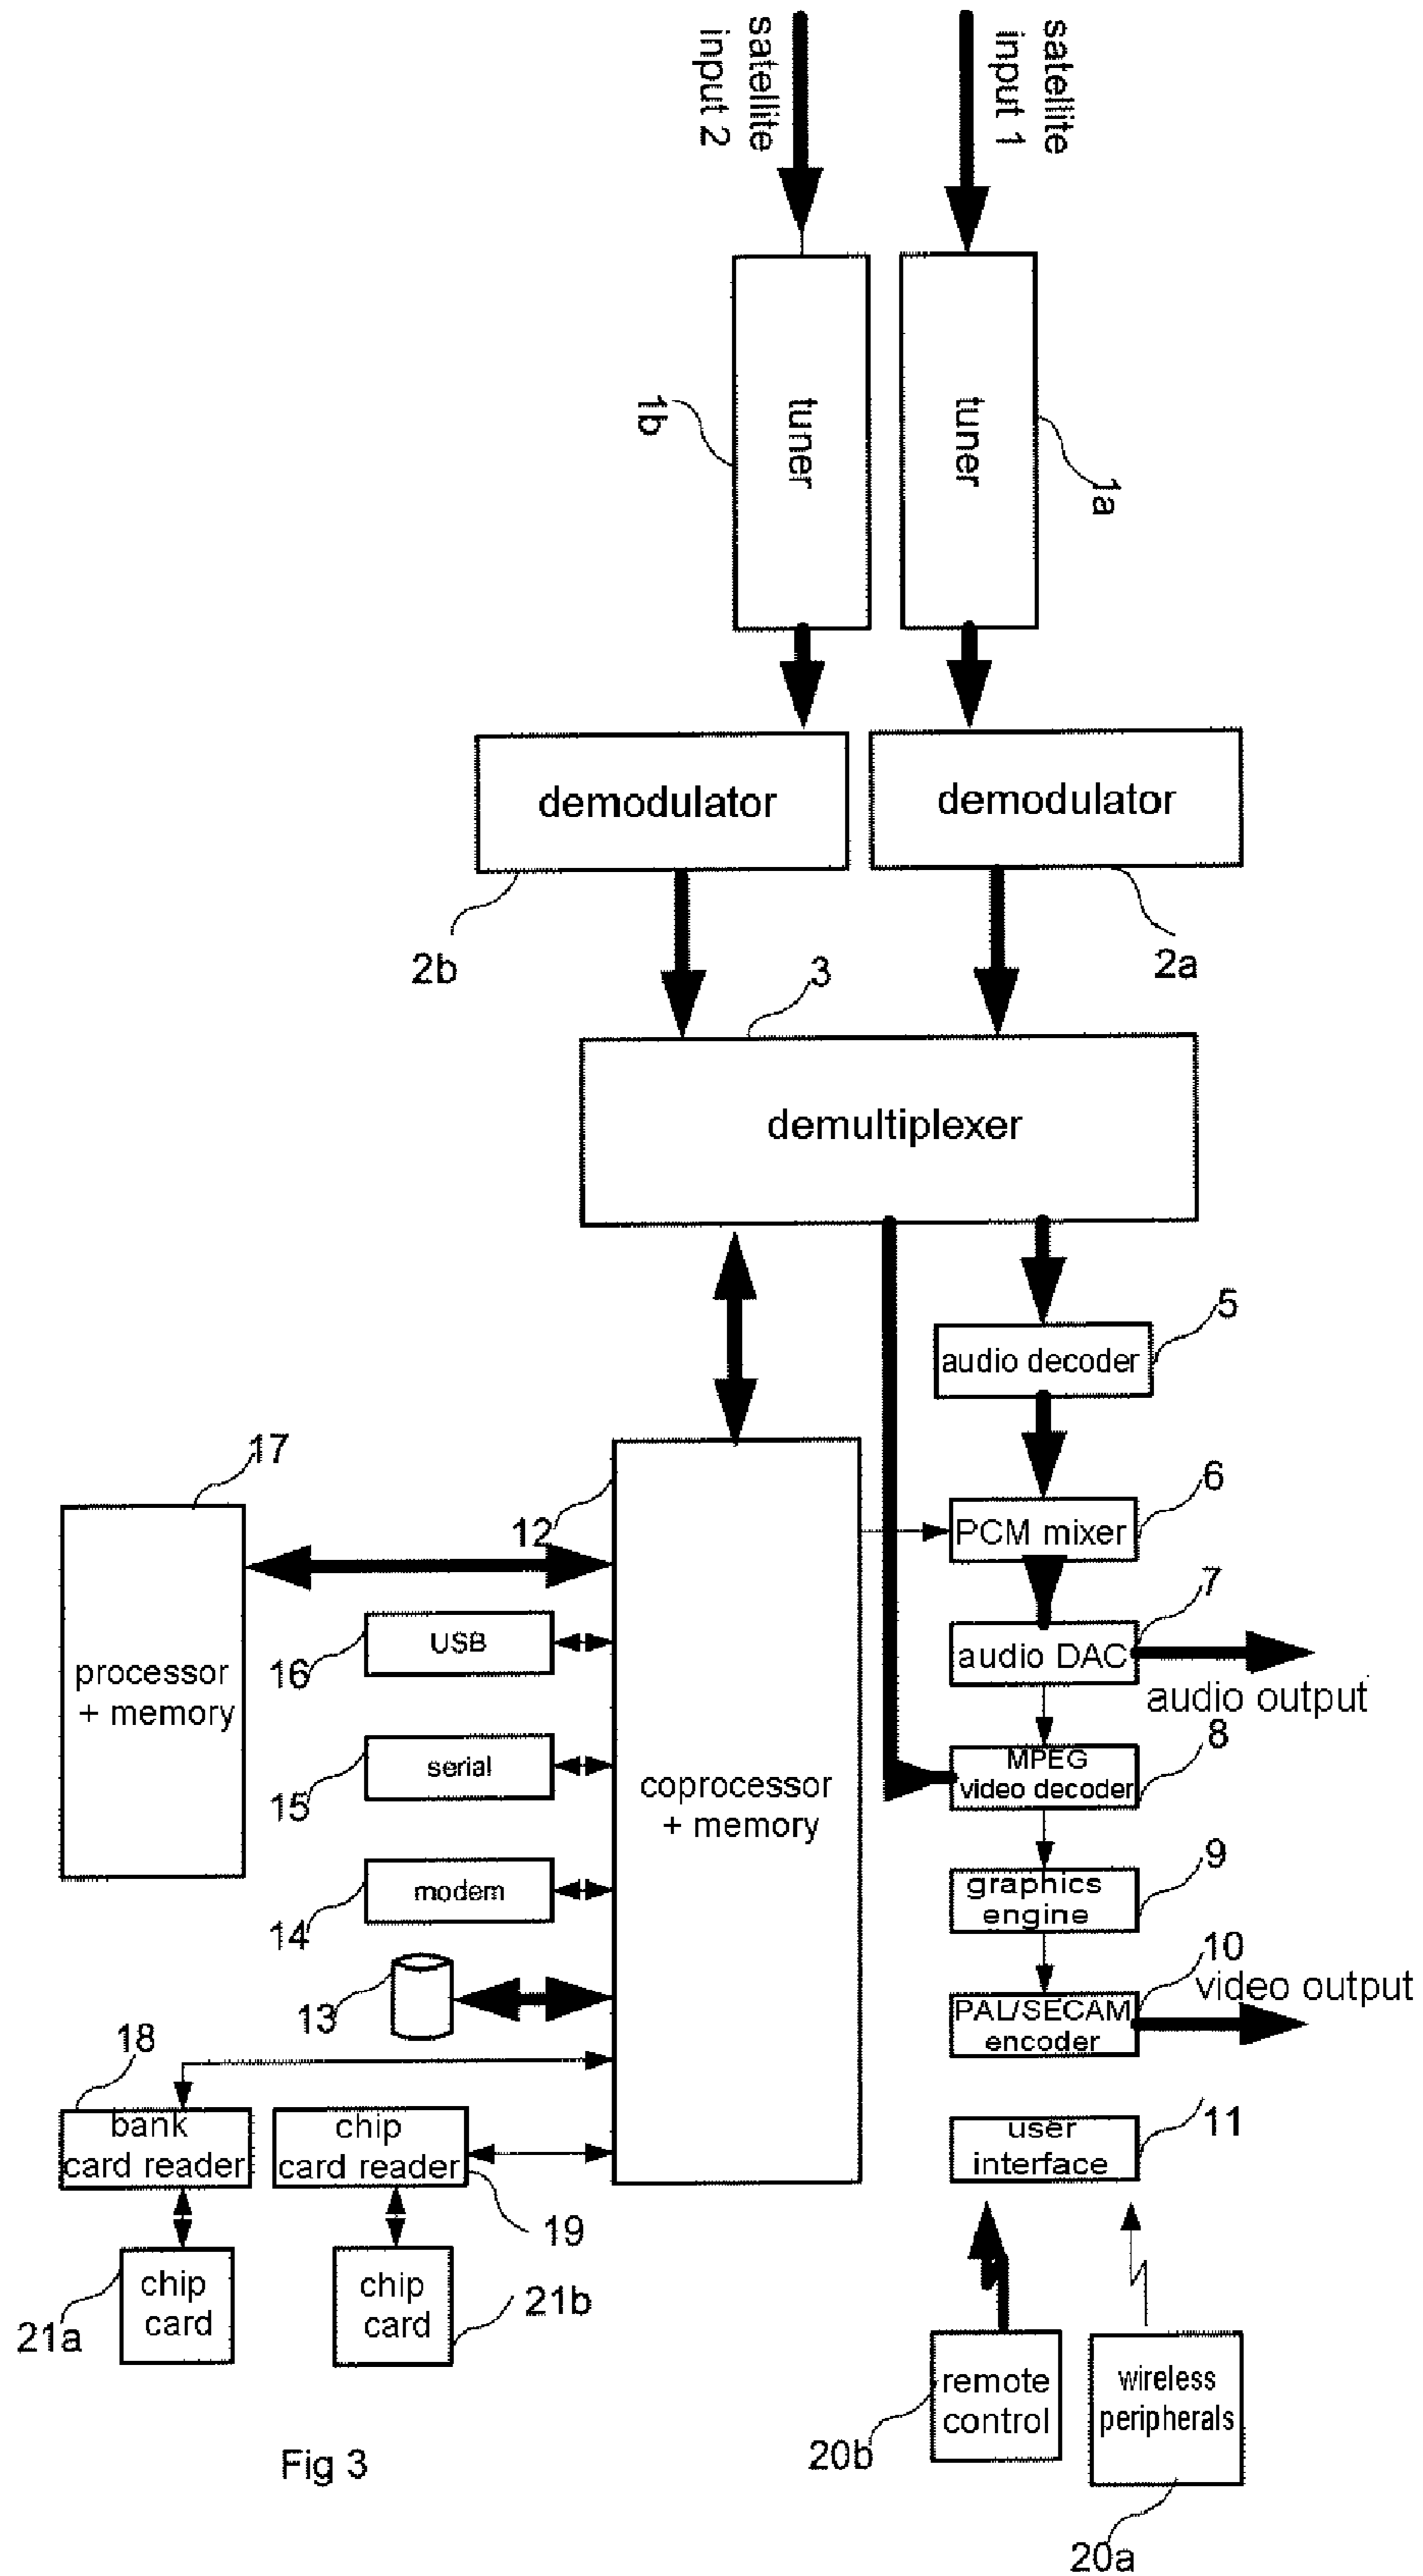 satellite
input 2
satellite
input 1
1b
tuner
tuner
1a
demodulator
demodulator
2b
2a
3
demultiplexer
5
audio decoder
17
12
6
PCM mixer
7
audio DAC
audio output
processor
+ memory
16
USB
8
MPEG
video decoder
15
serial
coprocessor
+ memory
9
graphics
engine
14
modem
10
video output
PAL/SECAM
encoder
13
18
bank
card reader
chip
card reader
19
11
user
interface
21a
chip
card
chip
card
21b
remote
control
20b
wireless
peripherals
20a
Fig 3